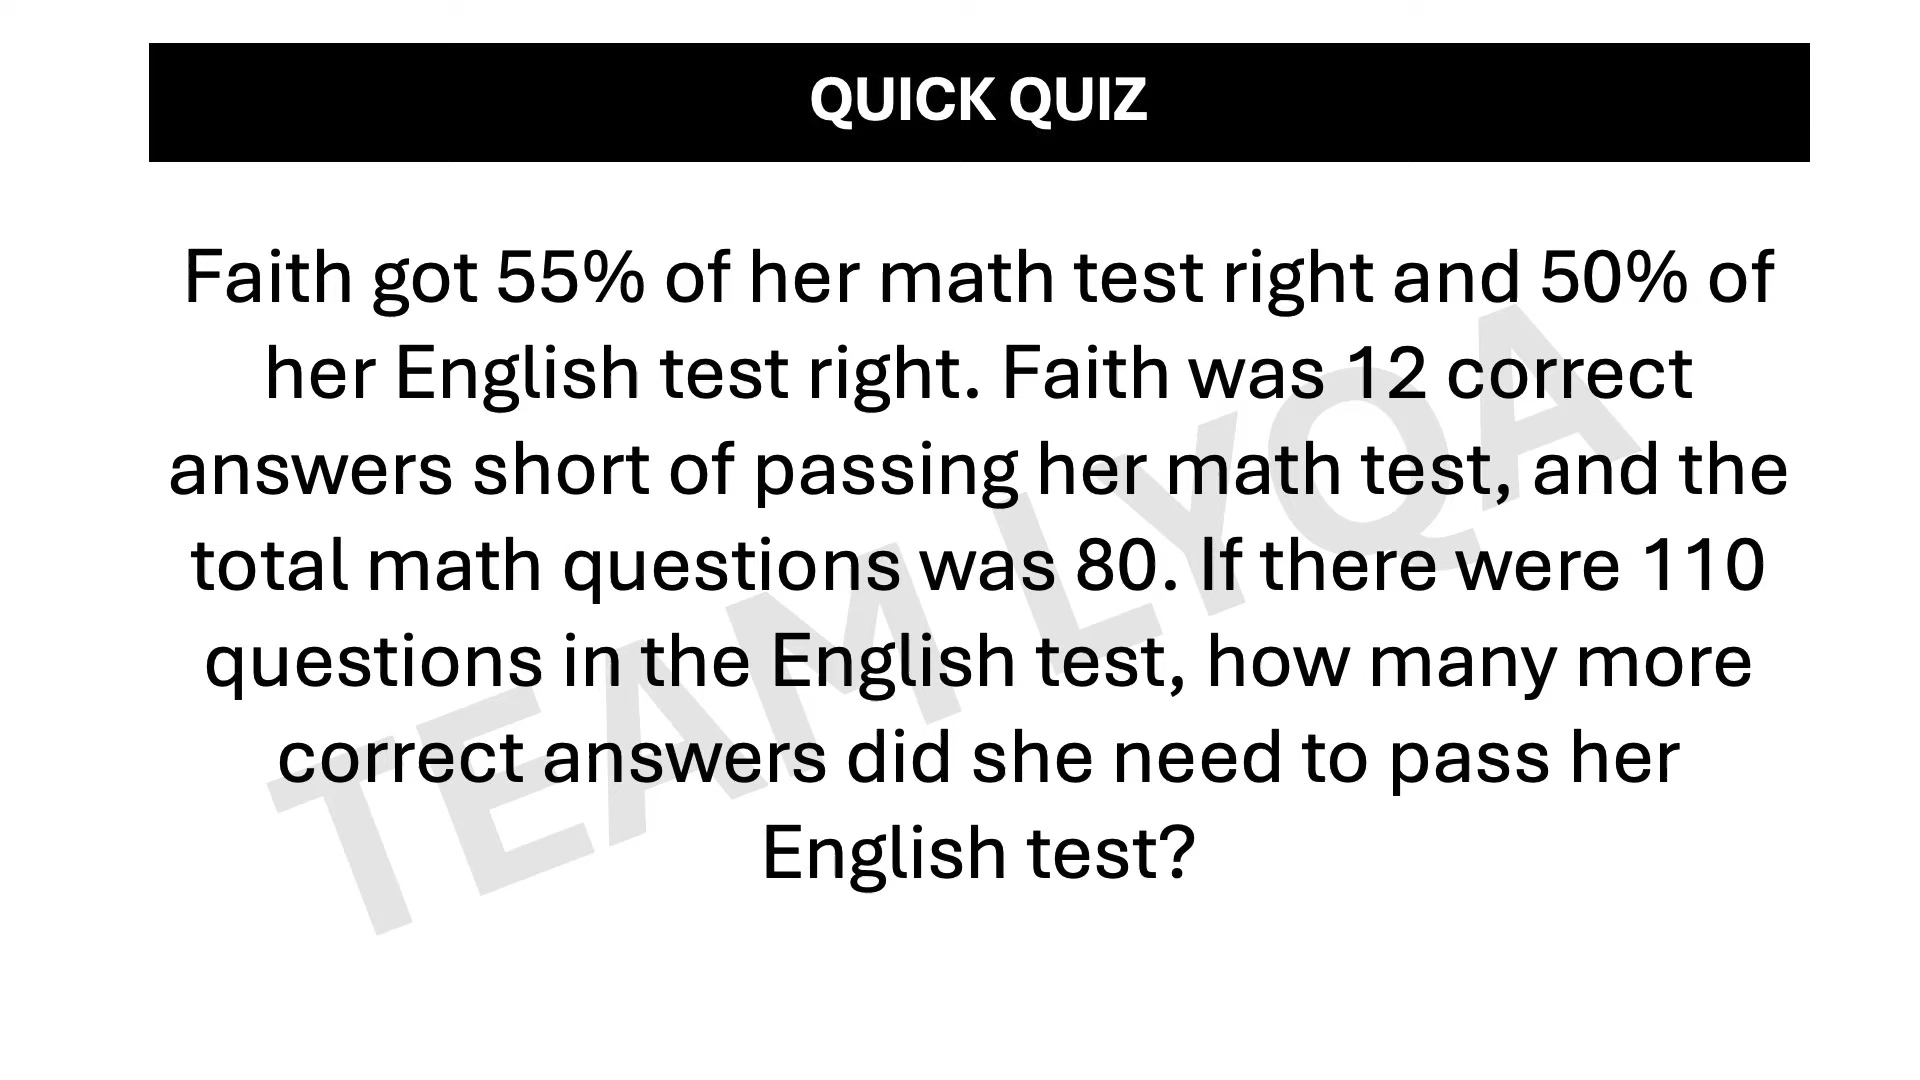 QUICK QUIZ
Faith got 55% of her math test right and 50% of
her English test right. Faith was 12 correct
answers short of passing her math test, and the
total math questions was 80. If there were 110
questions in the English test, how many more
correct answers did she need to pass her
English test?
TEAM LYQA